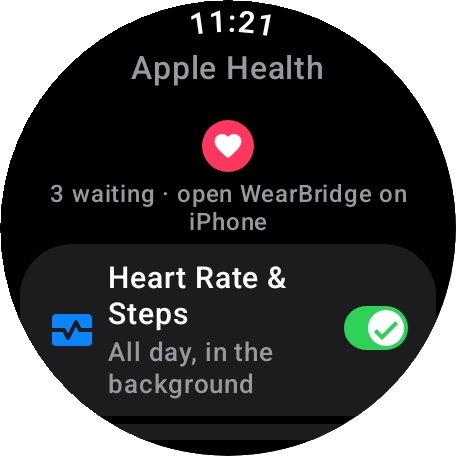 11:21
Apple Health
3 waiting · open WearBridge on
iPhone
Heart Rate &
Steps
All day, in the
background